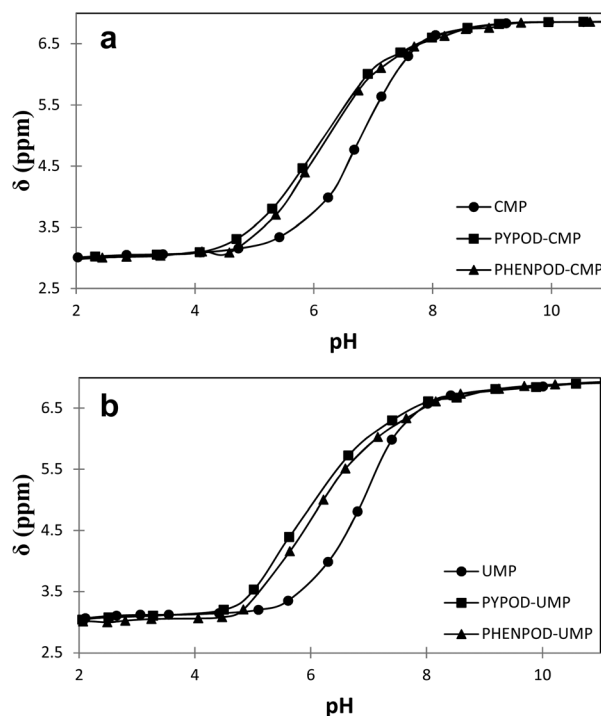 a
6.5
5.5
4.5
3.5
2.5
δ (ppm)
CMP
PYPOD-CMP
PHENPOD-CMP
2 4 6 8 10
pH
b
6.5
5.5
4.5
3.5
2.5
δ (ppm)
UMP
PYPOD-UMP
PHENPOD-UMP
2 4 6 8 10
pH